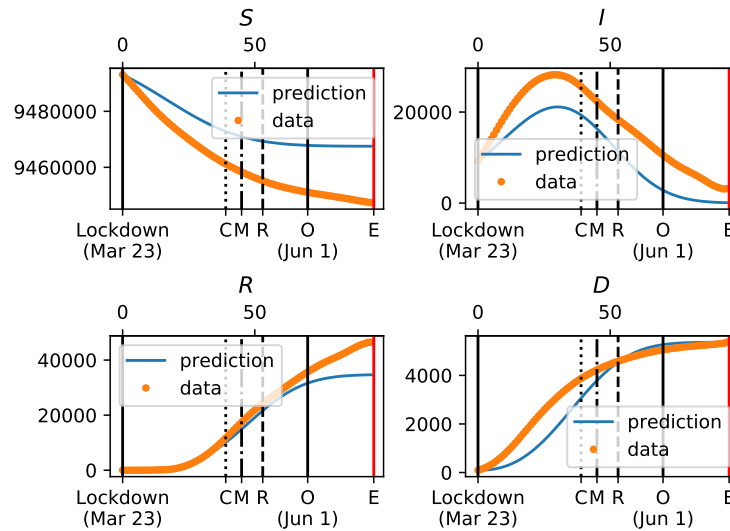 S
0 50
9480000
9460000
prediction
data
Lockdown
(Mar 23)
C M R O E
(Jun 1)
I
0 50
20000
0
prediction
data
Lockdown
(Mar 23)
C M R O E
(Jun 1)
R
0 50
40000
20000
0
prediction
data
Lockdown
(Mar 23)
C M R O E
(Jun 1)
D
0 50
4000
2000
0
prediction
data
Lockdown
(Mar 23)
C M R O E
(Jun 1)